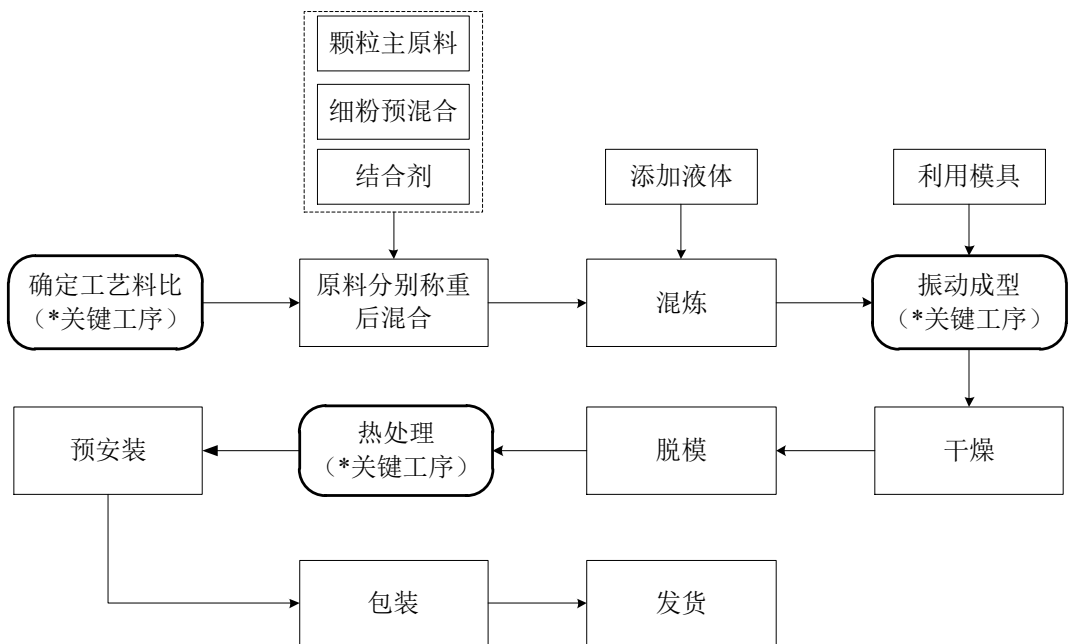 颗粒主原料
细粉预混合
结合剂
添加液体
利用模具
确定工艺料比
（*关键工序）
原料分别称重
后混合
混炼
振动成型
（*关键工序）
预安装
热处理
（*关键工序）
脱模
干燥
包装
发货